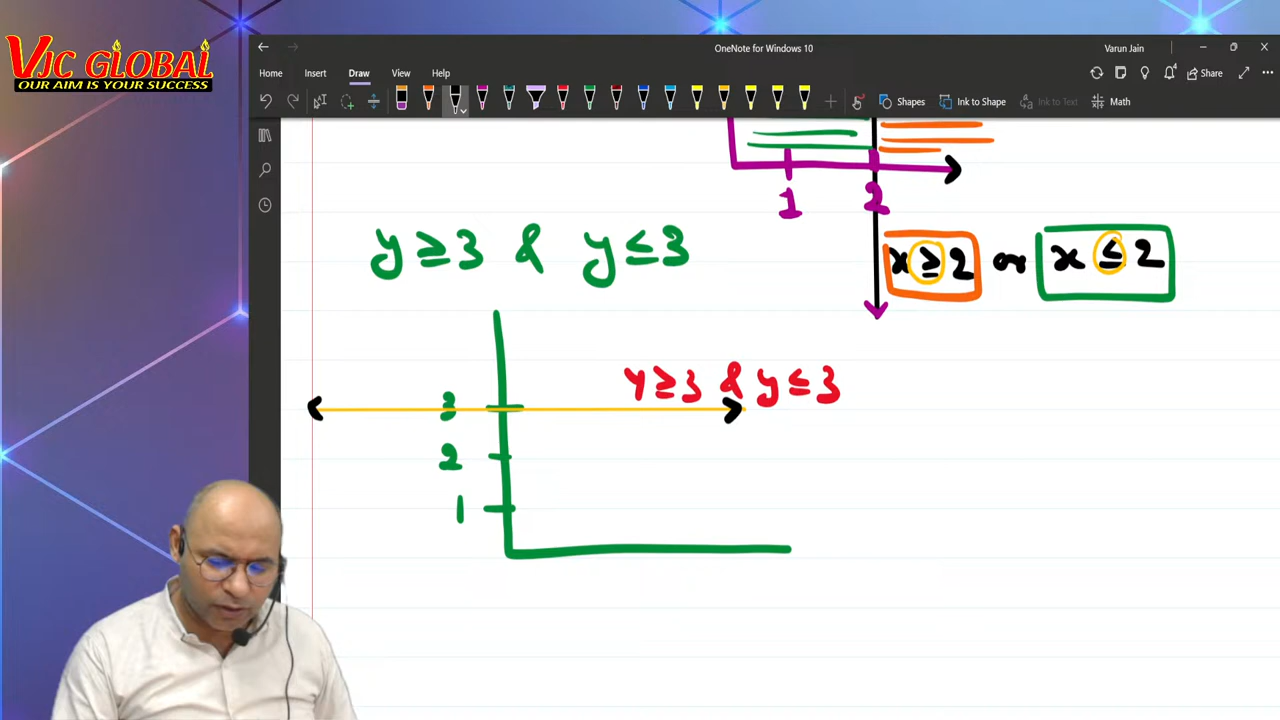 VJC GLOBAL
OUR AIM IS YOUR SUCCESS
OneNote for Windows 10
Varun Jain
Home Insert Draw View Help
Share
Shapes Ink to Shape Ink to Text Math
1 2
y ≥ 3 & y ≤ 3
x ≥ 2 or x ≤ 2
y ≥ 3 & y ≤ 3
3
2
1